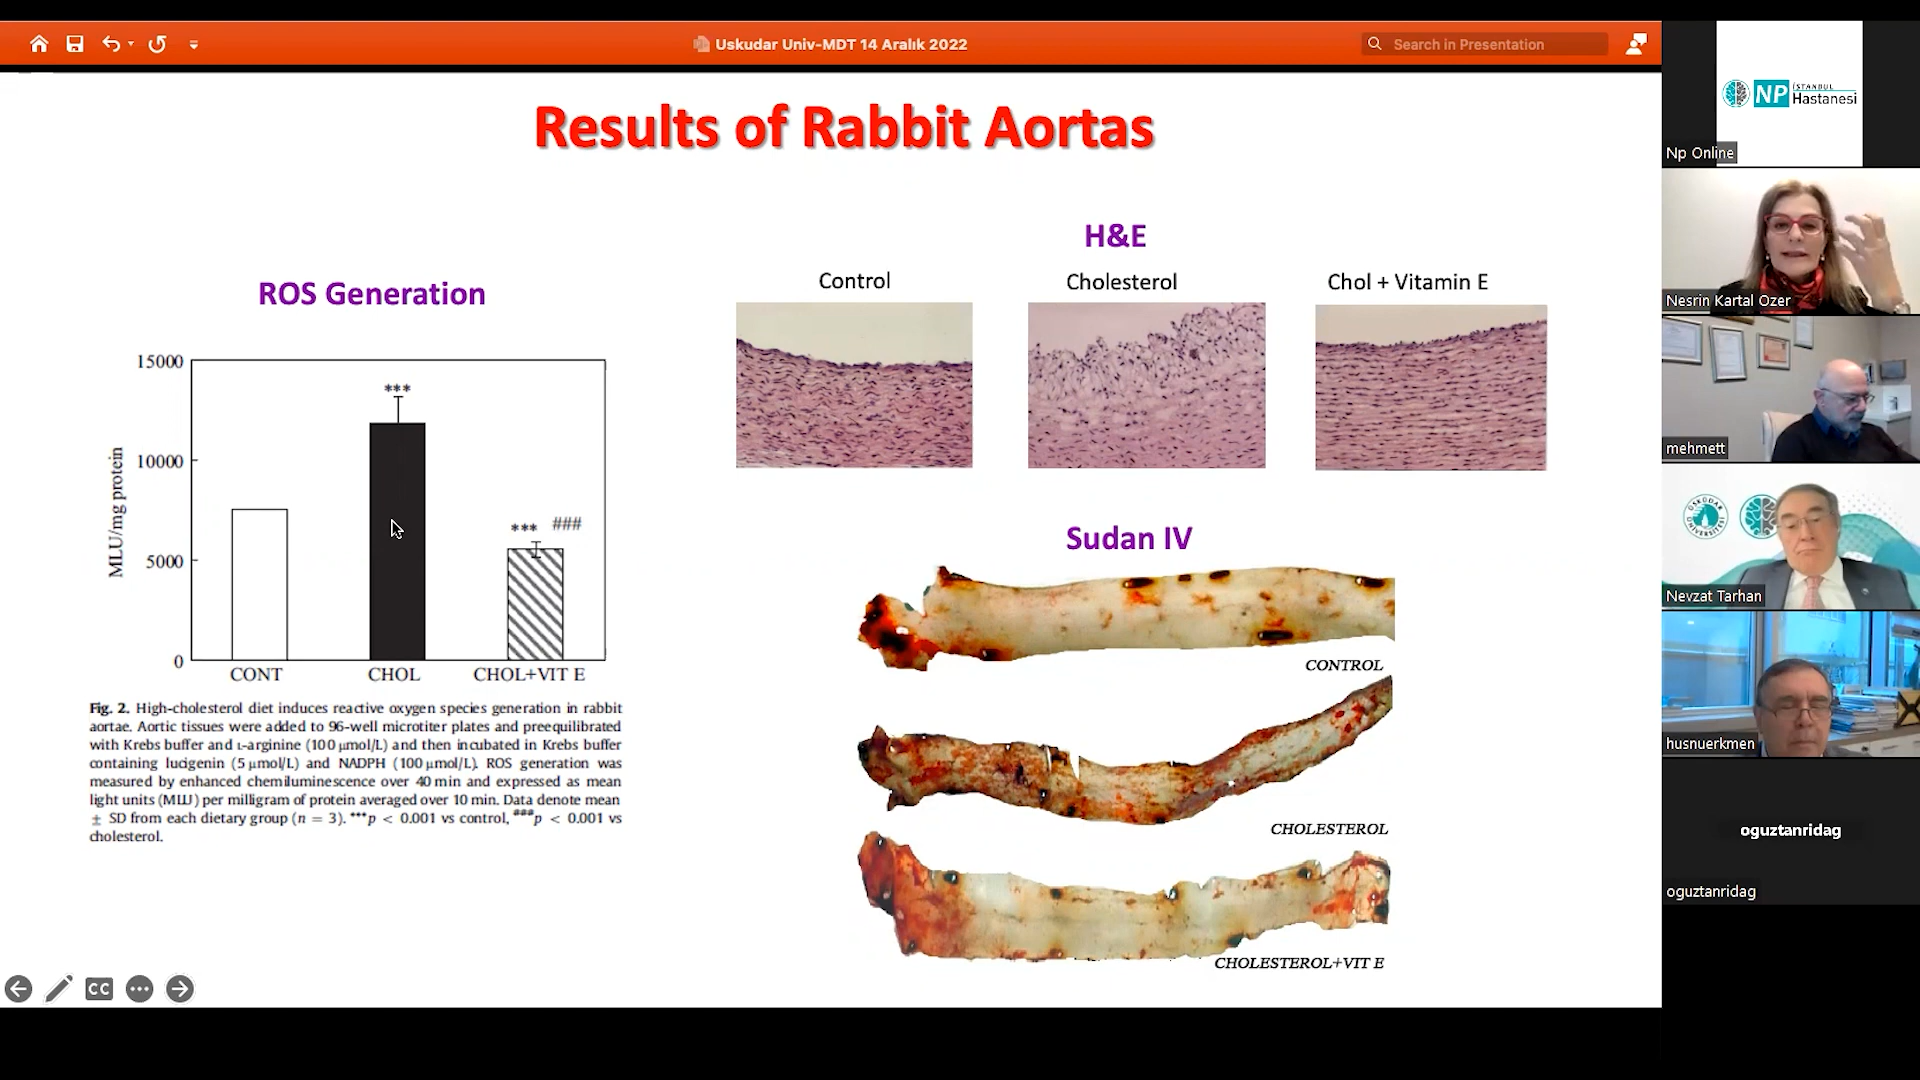 Uskudar Univ-MDT 14 Aralık 2022
Search in Presentation
Results of Rabbit Aortas
ROS Generation
15000
10000
5000
0
MLU/mg protein
***
*** ###
CONT CHOL CHOL+VIT E
Fig. 2. High-cholesterol diet induces reactive oxygen species generation in rabbit
aortae. Aortic tissues were added to 96-well microtiter plates and preequilibrated
with Krebs buffer and L-arginine (100 μmol/L) and then incubated in Krebs buffer
containing lucigenin (5 μmol/L) and NADPH (100 μmol/L). ROS generation was
measured by enhanced chemiluminescence over 40 min and expressed as mean
light units (MLU) per milligram of protein averaged over 10 min. Data denote mean
± SD from each dietary group (n = 3). ***p < 0.001 vs control, ###p < 0.001 vs
cholesterol.
H&E
Control Cholesterol Chol + Vitamin E
Sudan IV
CONTROL
CHOLESTEROL
CHOLESTEROL+VIT E
CC
NP İSTANBUL
Hastanesi
Np Online
Nesrin Kartal Ozer
mehmett
ÜSKÜDAR
ÜNİVERSİTESİ
Nevzat Tarhan
husnuerkmen
oguztanridag
oguztanridag